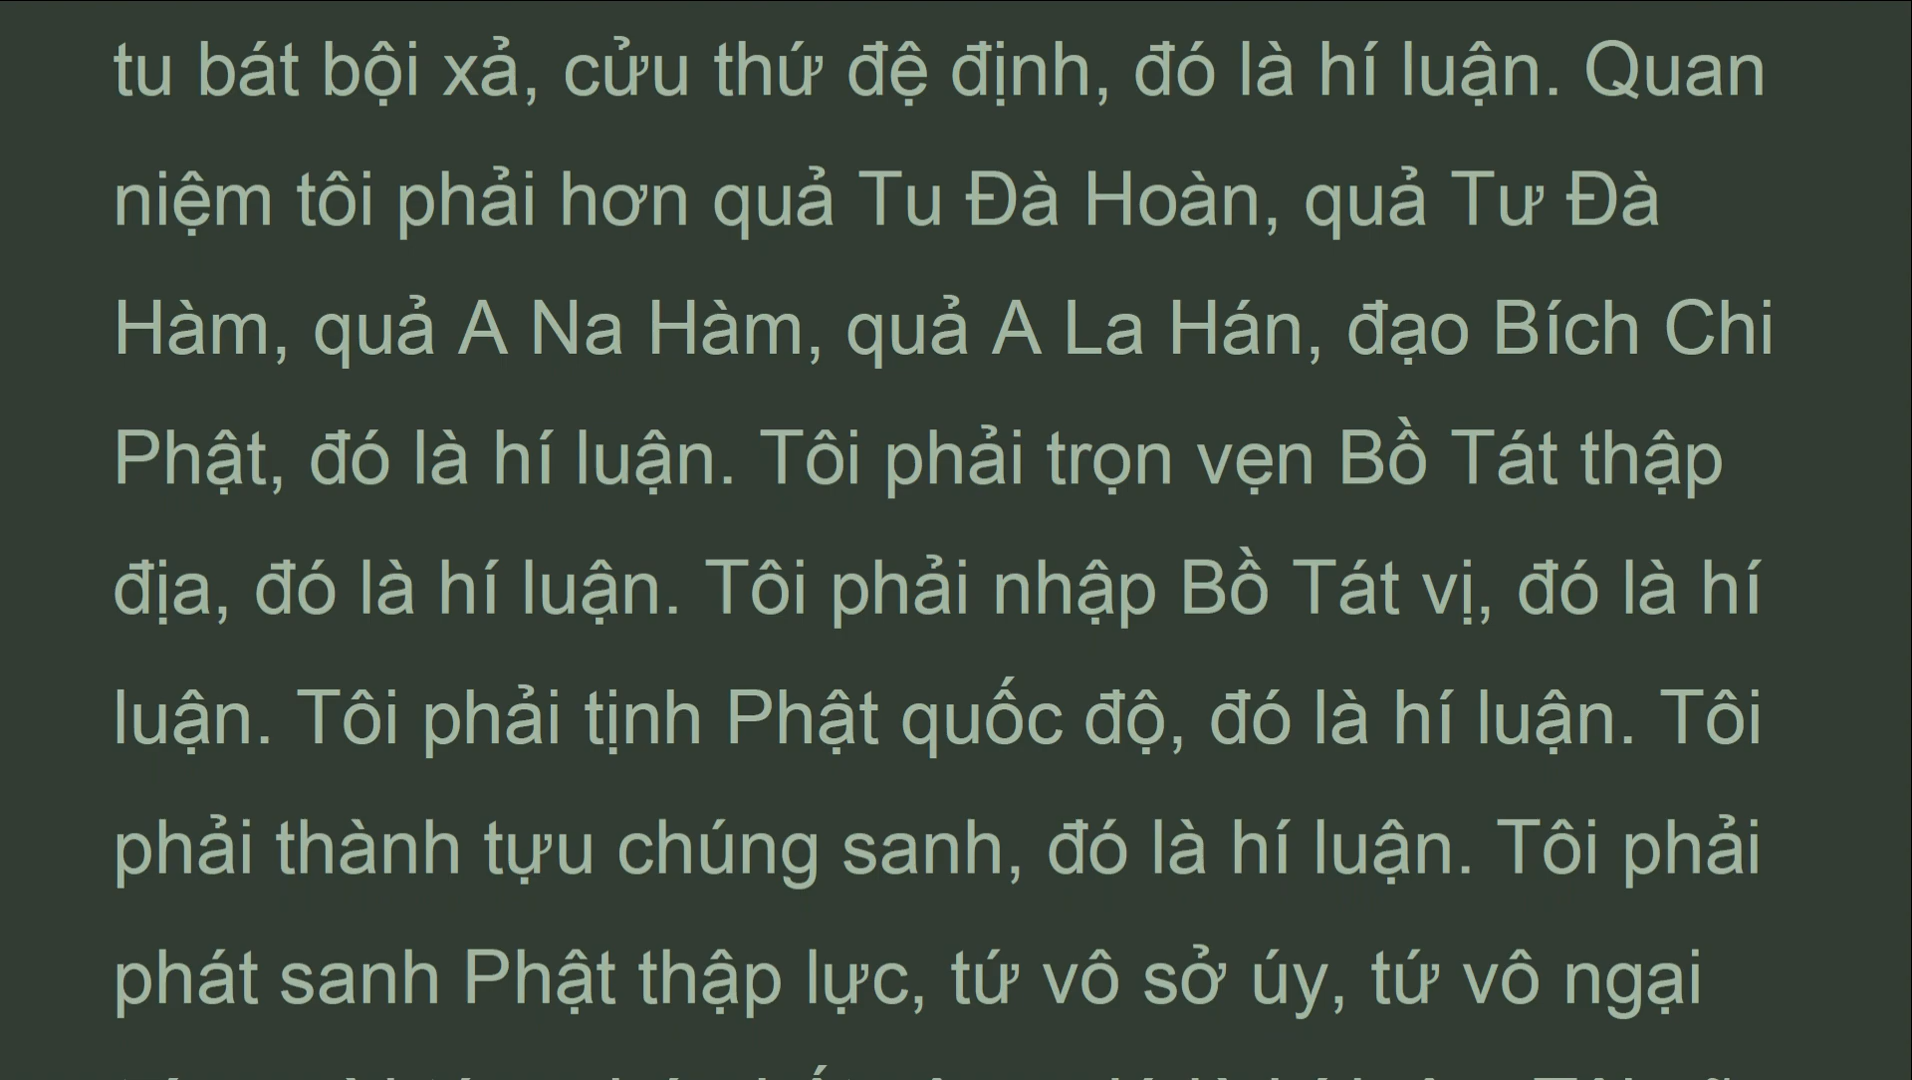 tu bát bội xả, cửu thứ đệ định, đó là hí luận. Quan
niệm tôi phải hơn quả Tu Đà Hoàn, quả Tư Đà
Hàm, quả A Na Hàm, quả A La Hán, đạo Bích Chi
Phật, đó là hí luận. Tôi phải trọn vẹn Bồ Tát thập
địa, đó là hí luận. Tôi phải nhập Bồ Tát vị, đó là hí
luận. Tôi phải tịnh Phật quốc độ, đó là hí luận. Tôi
phải thành tựu chúng sanh, đó là hí luận. Tôi phải
phát sanh Phật thập lực, tứ vô sở úy, tứ vô ngại